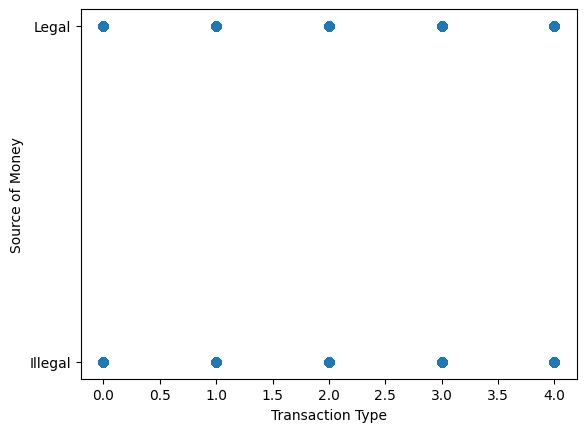 Legal
Source of Money
Illegal
0.0 0.5 1.0 1.5 2.0 2.5 3.0 3.5 4.0
Transaction Type